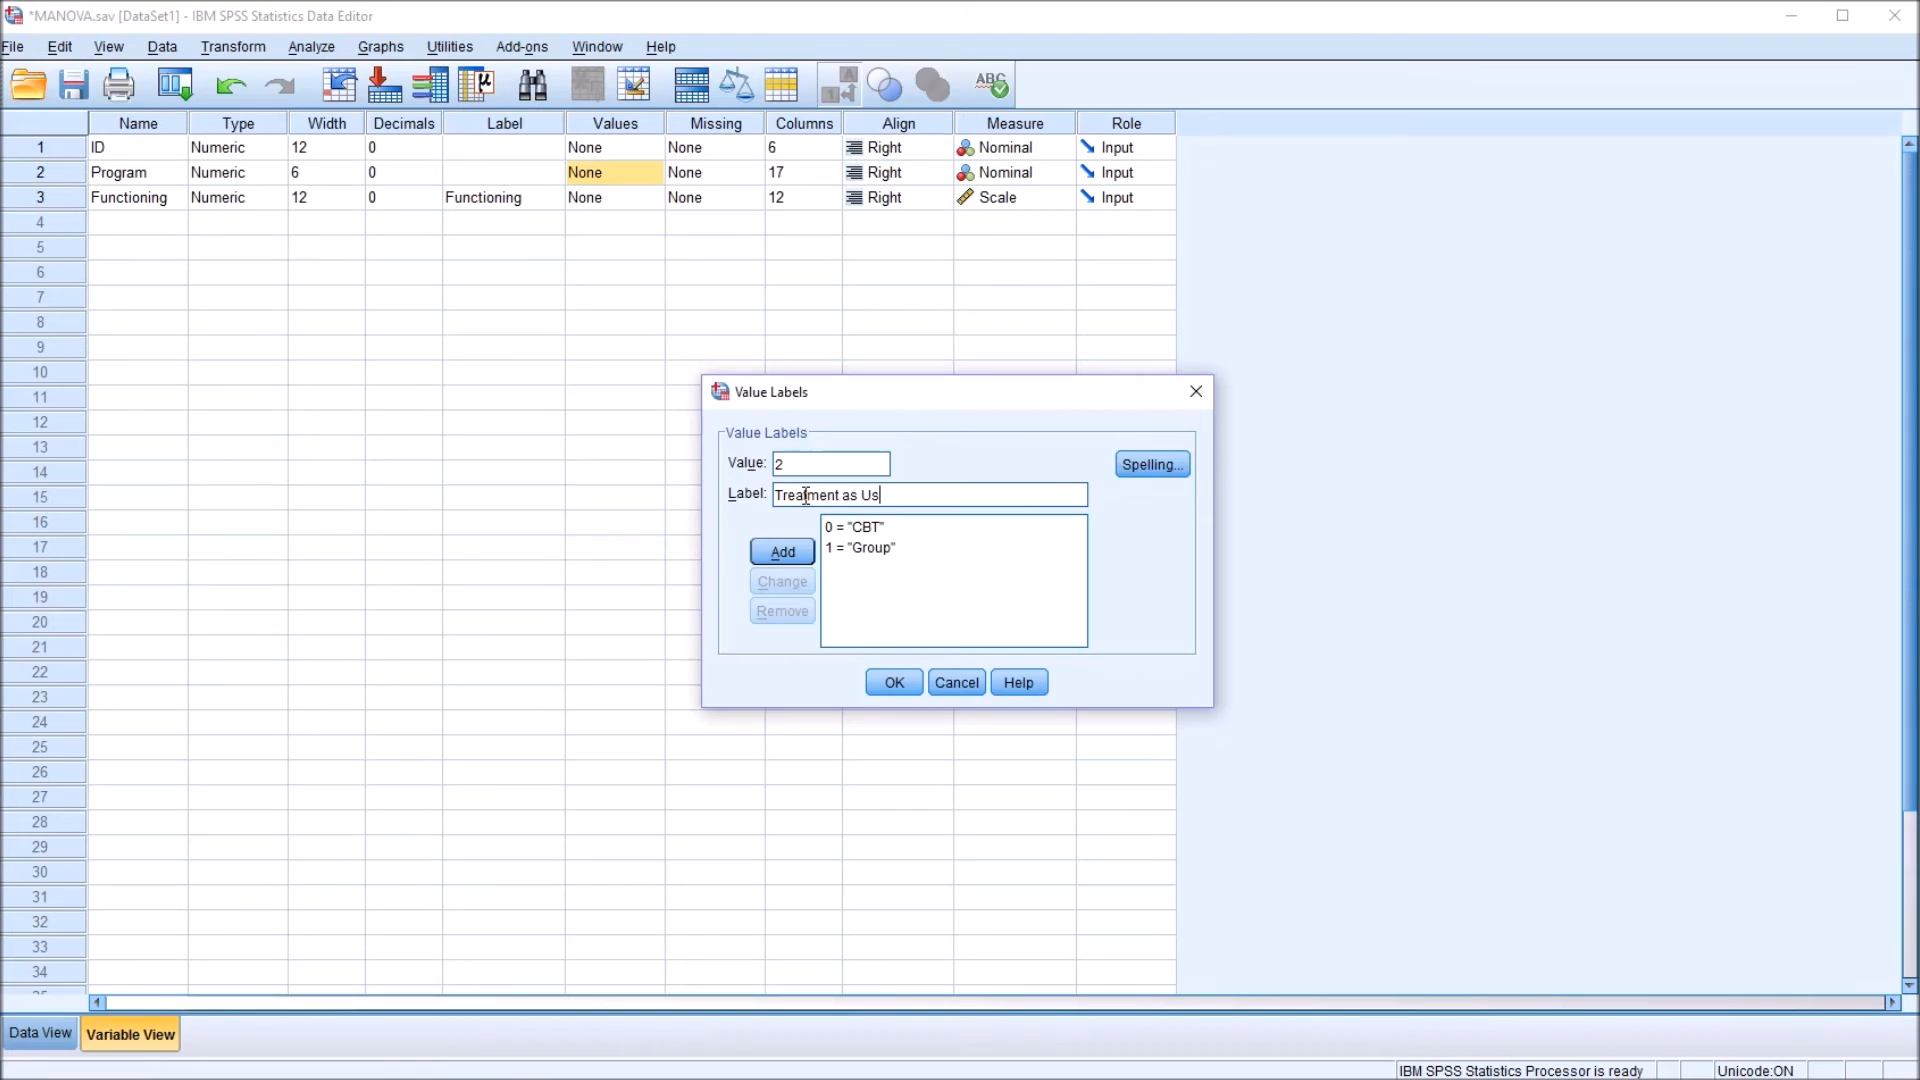 *MANOVA.sav [DataSet1] - IBM SPSS Statistics Data Editor
File Edit View Data Transform Analyze Graphs Utilities Add-ons Window Help
Name Type Width Decimals Label Values Missing Columns Align Measure Role
1 ID Numeric 12 0 None None 6 Right Nominal Input
2 Program Numeric 6 0 None None 17 Right Nominal Input
3 Functioning Numeric 12 0 Functioning None None 12 Right Scale Input
4
5
6
7
8
9
10
11
12
13
14
15
16
17
18
19
20
21
22
23
24
25
26
27
28
29
30
31
32
33
34
Value Labels
Value Labels
Value: 2 Spelling...
Label: Treatment as Us
0 = "CBT"
1 = "Group"
Add
Change
Remove
OK Cancel Help
Data View Variable View
IBM SPSS Statistics Processor is ready Unicode:ON